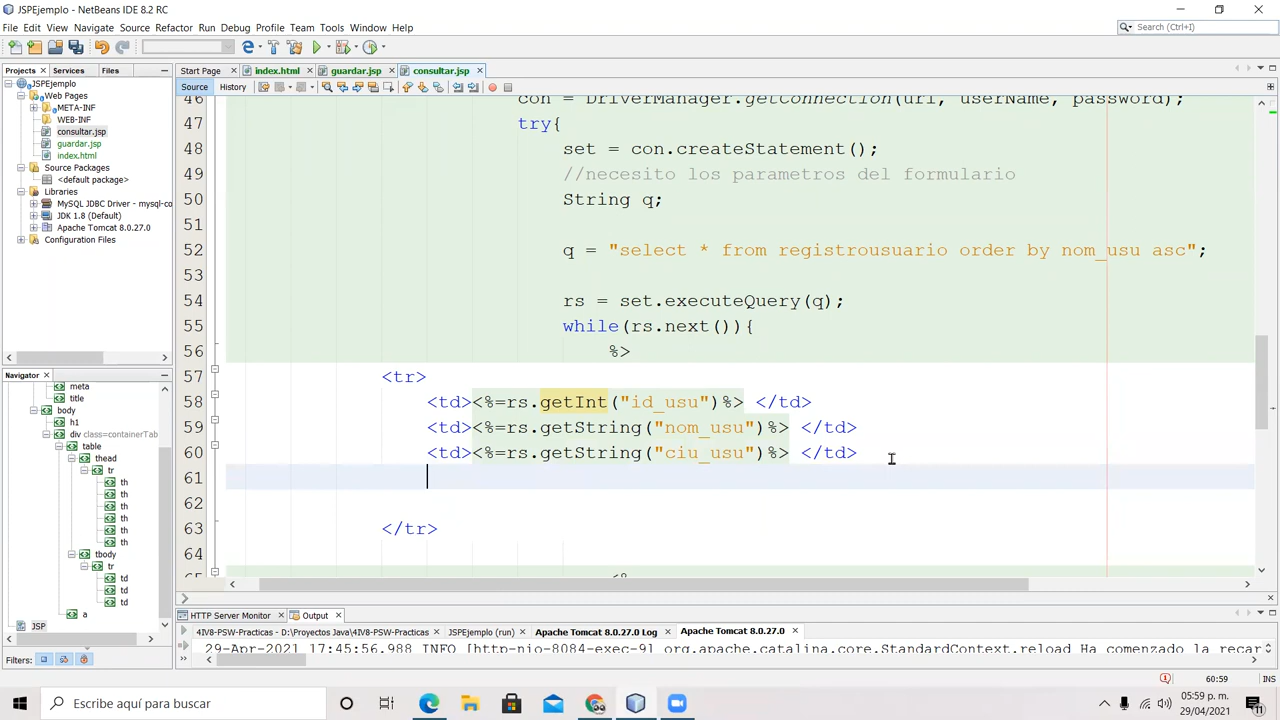 JSPEjemplo - NetBeans IDE 8.2 RC
File Edit View Navigate Source Refactor Run Debug Profile Team Tools Window Help
Search (Ctrl+I)
Projects Services Files
Start Page index.html guardar.jsp consultar.jsp
Source History
JSPEjemplo
Web Pages
META-INF
WEB-INF
consultar.jsp
guardar.jsp
index.html
Source Packages
<default package>
Libraries
MySQL JDBC Driver - mysql-co
JDK 1.8 (Default)
Apache Tomcat 8.0.27.0
Configuration Files
46 con = DriverManager.getConnection(url, userName, password);
47 try{
48 set = con.createStatement();
49 //necesito los parametros del formulario
50 String q;
51
52 q = "select * from registrousuario order by nom_usu asc";
53
54 rs = set.executeQuery(q);
55 while(rs.next()){
56 %>
57 <tr>
58 <td><%=rs.getInt("id_usu")%> </td>
59 <td><%=rs.getString("nom_usu")%> </td>
60 <td><%=rs.getString("ciu_usu")%> </td>
61
62
63 </tr>
64
65 <%
Navigator
meta
title
body
h1
div class=containerTab
table
thead
tr
th
th
th
th
th
th
tbody
tr
td
td
td
a
JSP
Filters:
HTTP Server Monitor Output
4IV8-PSW-Practicas - D:\Proyectos Java\4IV8-PSW-Practicas JSPEjemplo (run) Apache Tomcat 8.0.27.0 Log Apache Tomcat 8.0.27.0
29-Apr-2021 17:45:56.988 INFO [http-nio-8084-exec-9] org.apache.catalina.core.StandardContext.reload Ha comenzado la recar
60:59 INS
Escribe aquí para buscar
05:59 p. m.
29/04/2021
11